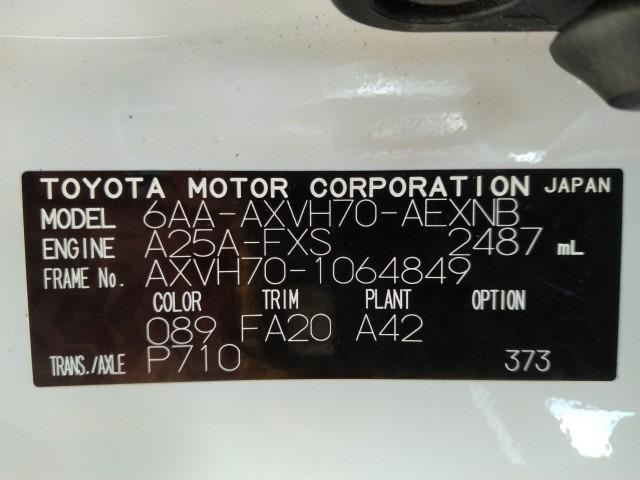 TOYOTA MOTOR CORPORATION JAPAN
MODEL 6AA-AXVH70-AEXNB
ENGINE A25A-FXS 2487 mL
FRAME No. AXVH70-1064849
COLOR TRIM PLANT OPTION
089 FA20 A42
TRANS./AXLE P710 373